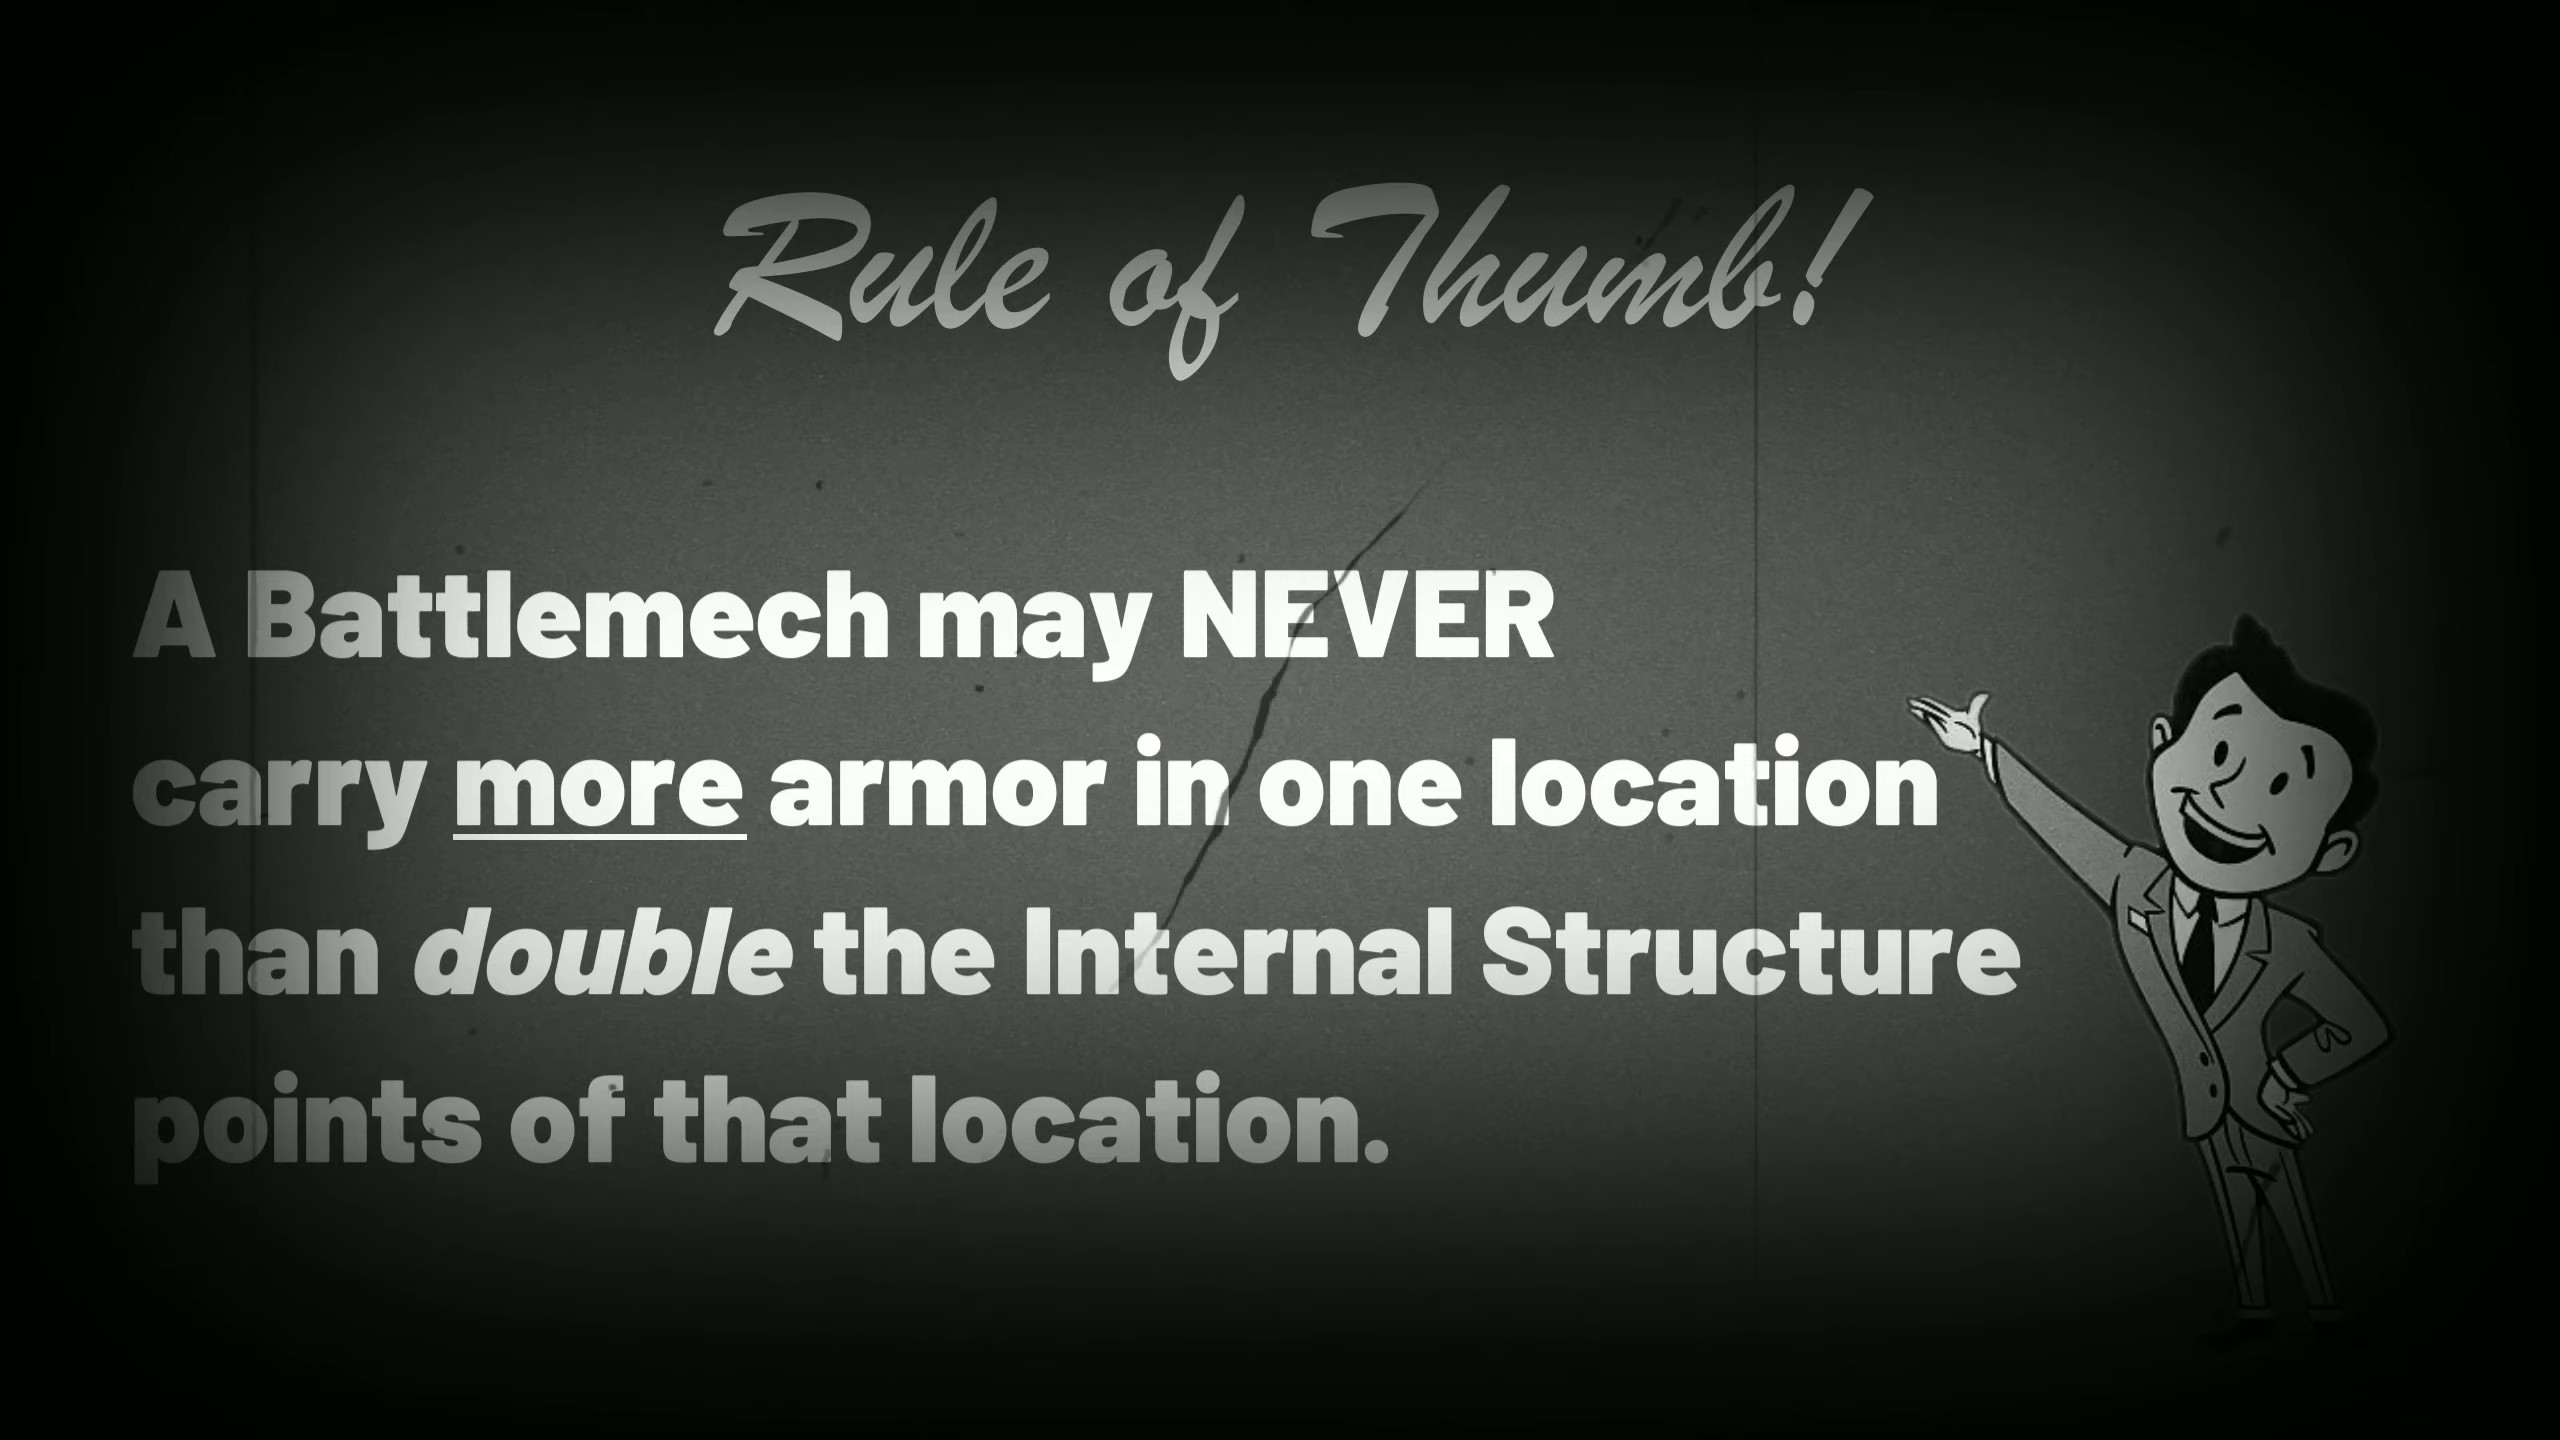 Rule of Thumb!
A Battlemech may NEVER
carry more armor in one location
than double the Internal Structure
points of that location.